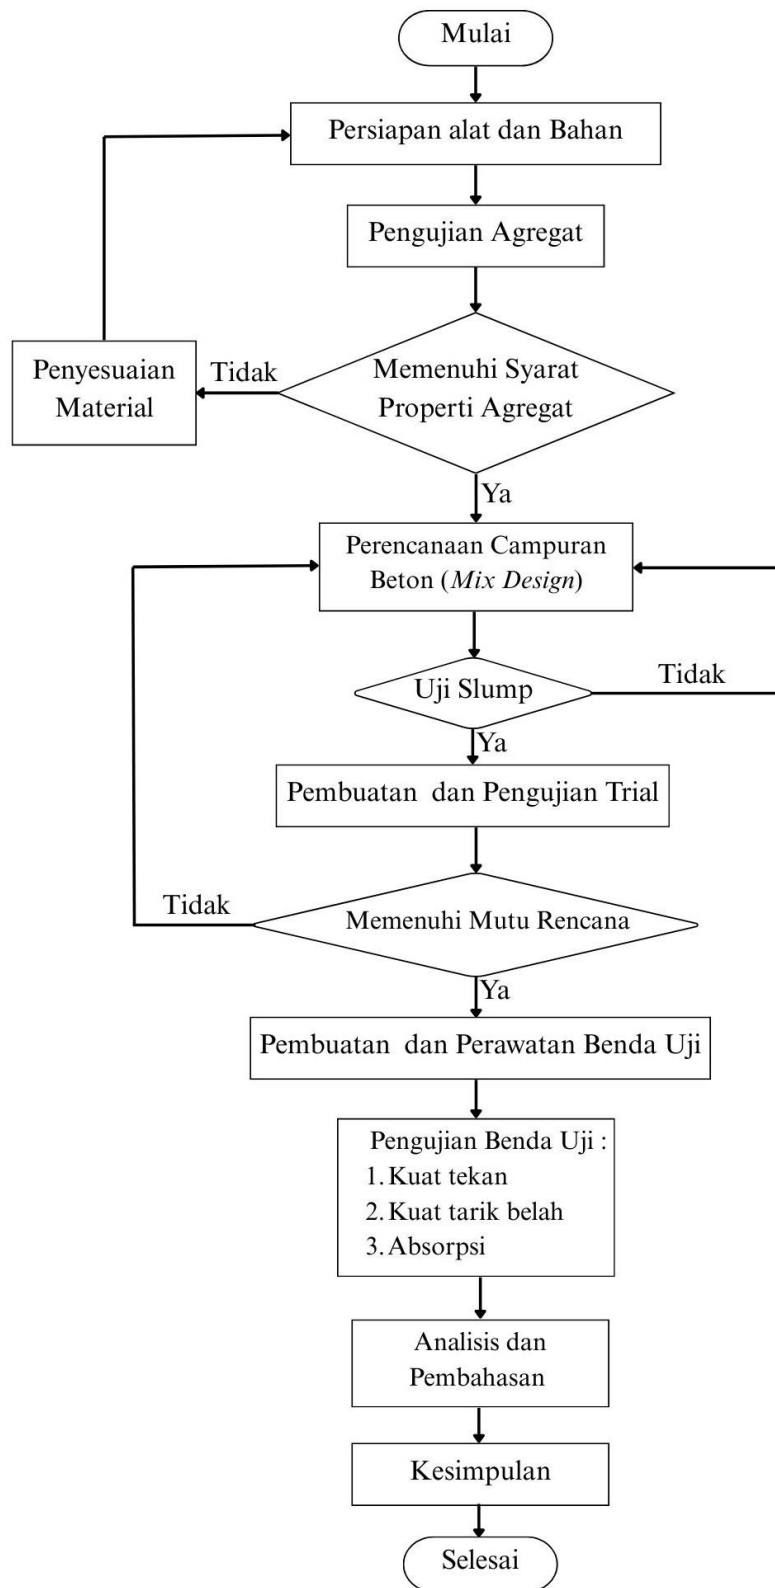 Mulai
Persiapan alat dan Bahan
Pengujian Agregat
Memenuhi Syarat
Properti Agregat
Tidak
Penyesuaian
Material
Ya
Perencanaan Campuran
Beton (Mix Design)
Uji Slump
Tidak
Ya
Pembuatan dan Pengujian Trial
Memenuhi Mutu Rencana
Tidak
Ya
Pembuatan dan Perawatan Benda Uji
Pengujian Benda Uji :
1. Kuat tekan
2. Kuat tarik belah
3. Absorpsi
Analisis dan
Pembahasan
Kesimpulan
Selesai